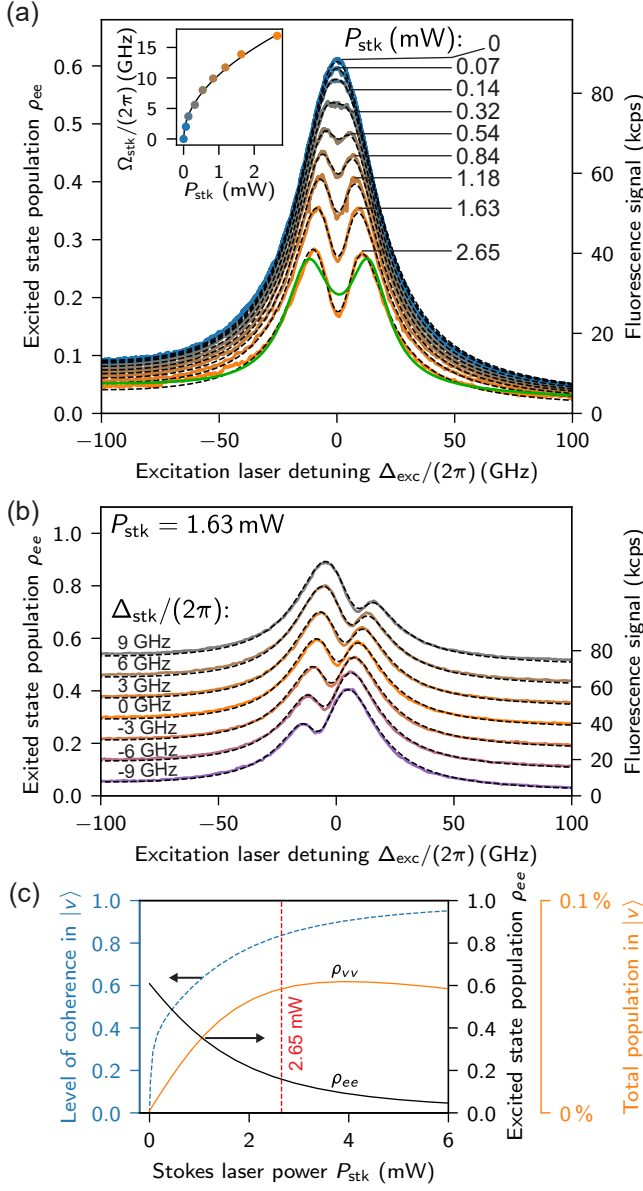 (a)
P_stk (mW):
0
0.07
0.14
0.32
0.54
0.84
1.18
1.63
2.65
Ω_stk/(2π) (GHz)
15
10
5
0
0
2
P_stk (mW)
Excited state population ρ_ee
0.6
0.5
0.4
0.3
0.2
0.1
0.0
Fluorescence signal (kcps)
80
60
40
20
0
−100
−50
0
50
100
Excitation laser detuning Δ_exc/(2π) (GHz)
(b)
P_stk = 1.63 mW
Δ_stk/(2π):
9 GHz
6 GHz
3 GHz
0 GHz
-3 GHz
-6 GHz
-9 GHz
Exited state population ρ_ee
1.0
0.8
0.6
0.4
0.2
0.0
Fluorescence signal (kcps)
80
60
40
20
0
−100
−50
0
50
100
Excitation laser detuning Δ_exc/(2π) (GHz)
(c)
Level of coherence in |v⟩
1.0
0.8
0.6
0.4
0.2
0.0
ρ_vv
2.65 mW
ρ_ee
1.0
0.8
0.6
0.4
0.2
0.0
Excited state population ρ_ee
0.1 %
0 %
Total population in |v⟩
0
2
4
6
Stokes laser power P_stk (mW)